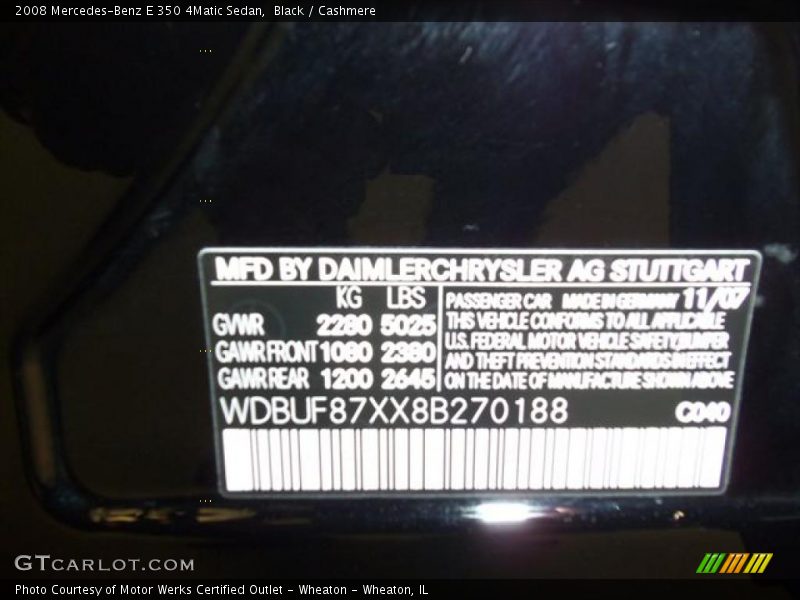 2008 Mercedes-Benz E 350 4Matic Sedan, Black / Cashmere
MFD BY DAIMLERCHRYSLER AG STUTTGART
KG LBS
GVWR 2280 5025
GAWR FRONT 1080 2380
GAWR REAR 1200 2645
PASSENGER CAR MADE IN GERMANY 11/07
THIS VEHICLE CONFORMS TO ALL APPLICABLE
U.S. FEDERAL MOTOR VEHICLE SAFETY, BUMPER
AND THEFT PREVENTION STANDARDS IN EFFECT
ON THE DATE OF MANUFACTURE SHOWN ABOVE
WDBUF87XX8B270188 C040
GTCARLOT.COM
Photo Courtesy of Motor Werks Certified Outlet - Wheaton - Wheaton, IL